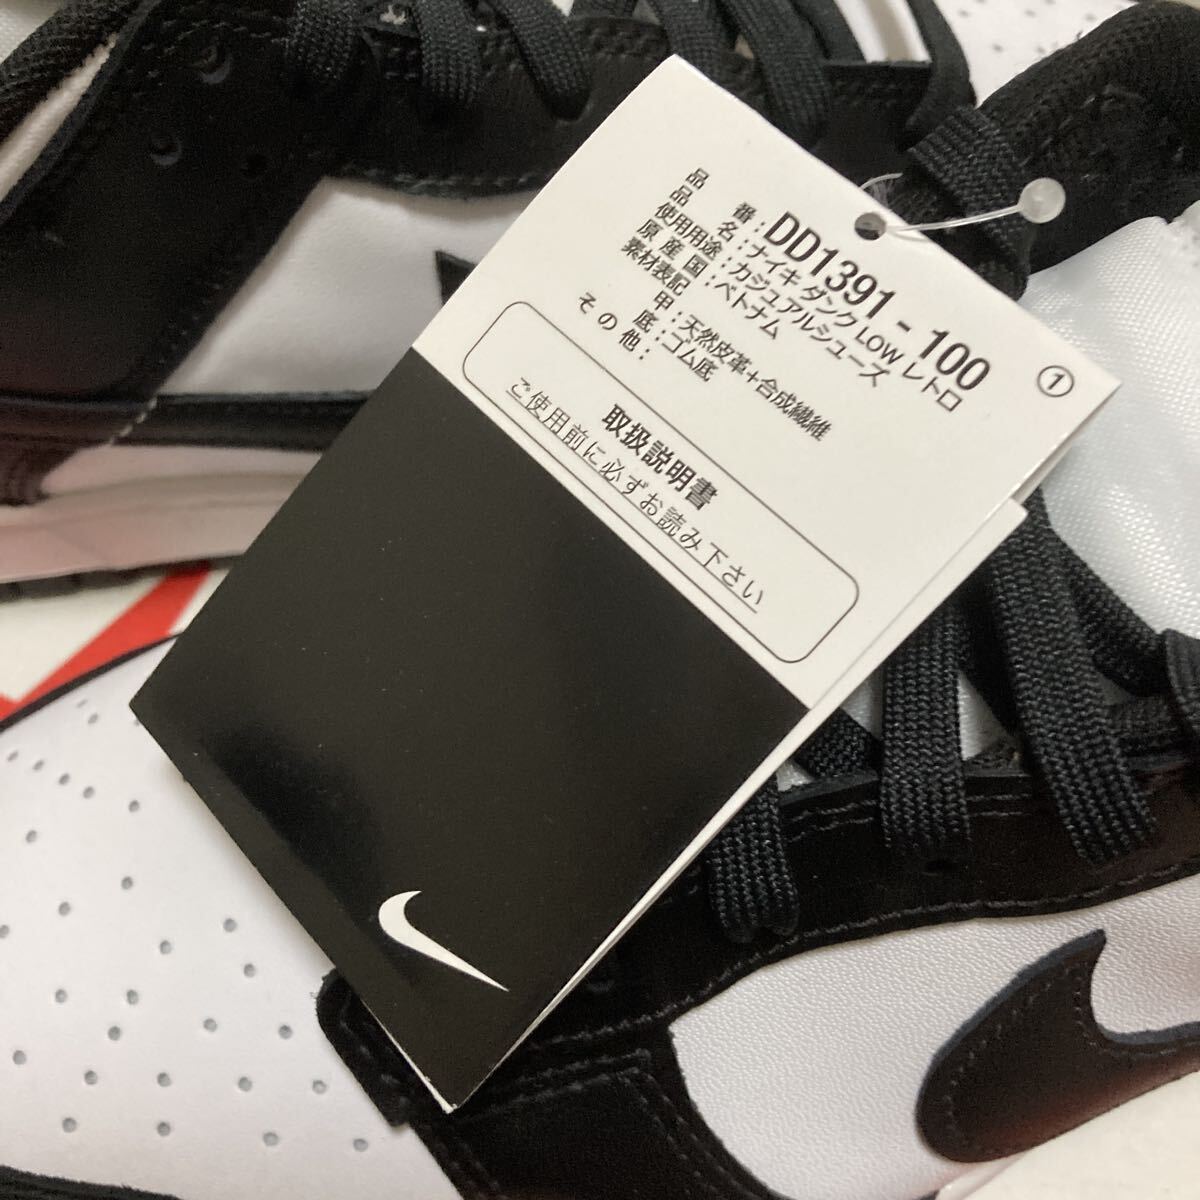 品番：DD1391 - 100
品名：ナイキ ダンク LOW レトロ
使用用途：カジュアルシューズ
原産国：ベトナム
素材表記
甲：天然皮革+合成繊維
底：ゴム底
その他：
①
取扱説明書
ご使用前に必ずお読み下さい